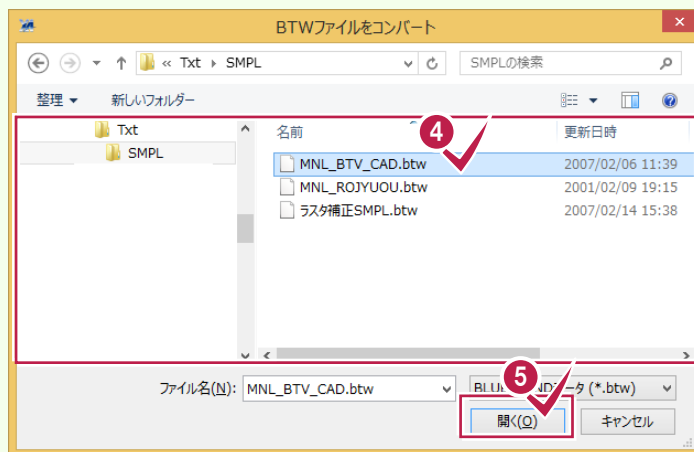 BTWファイルをコンバート
« Txt ▸ SMPL
SMPLの検索
整理 ▼ 新しいフォルダー
Txt
SMPL
名前 更新日時
4
MNL_BTV_CAD.btw 2007/02/06 11:39
MNL_ROJYUOU.btw 2001/02/09 19:15
ラスタ補正SMPL.btw 2007/02/14 15:38
5
ファイル名(N): MNL_BTV_CAD.btw (*.btw)
開く(O) キャンセル